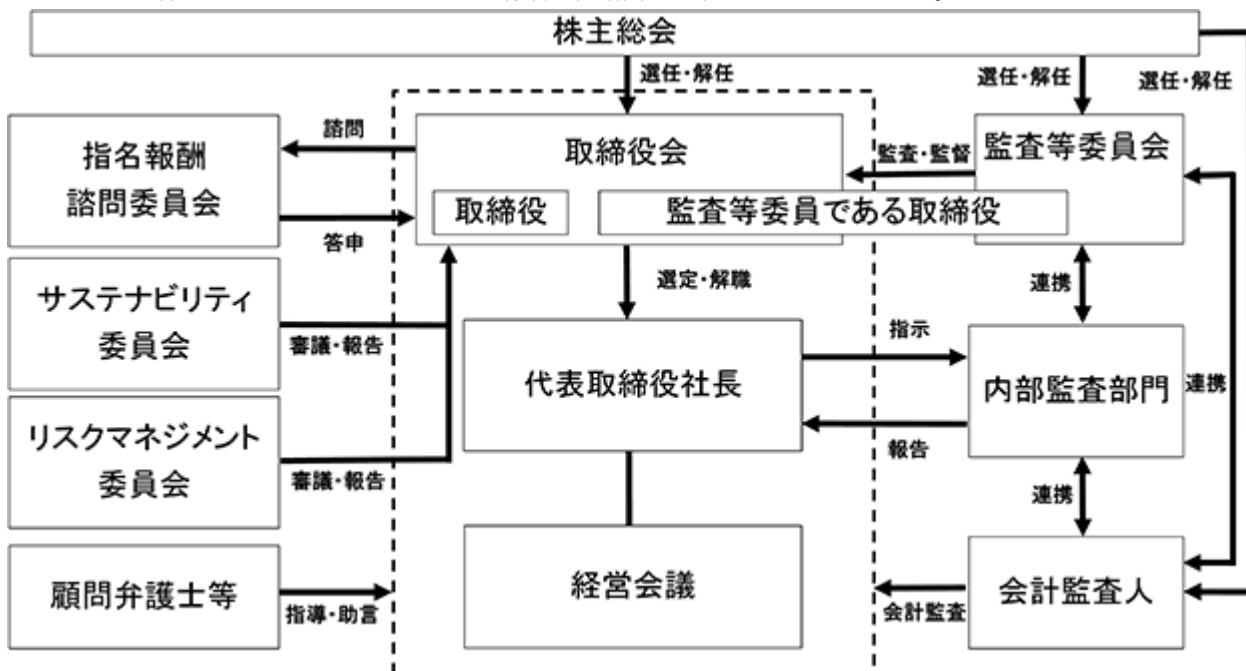 株主総会
選任・解任
選任・解任
選任・解任
指名報酬
諮問委員会
諮問
答申
取締役会
取締役
監査等委員である取締役
監査・監督
監査等委員会
サステナビリティ
委員会
審議・報告
選定・解職
連携
代表取締役社長
指示
報告
内部監査部門
連携
リスクマネジメント
委員会
審議・報告
連携
顧問弁護士等
指導・助言
経営会議
会計監査
会計監査人